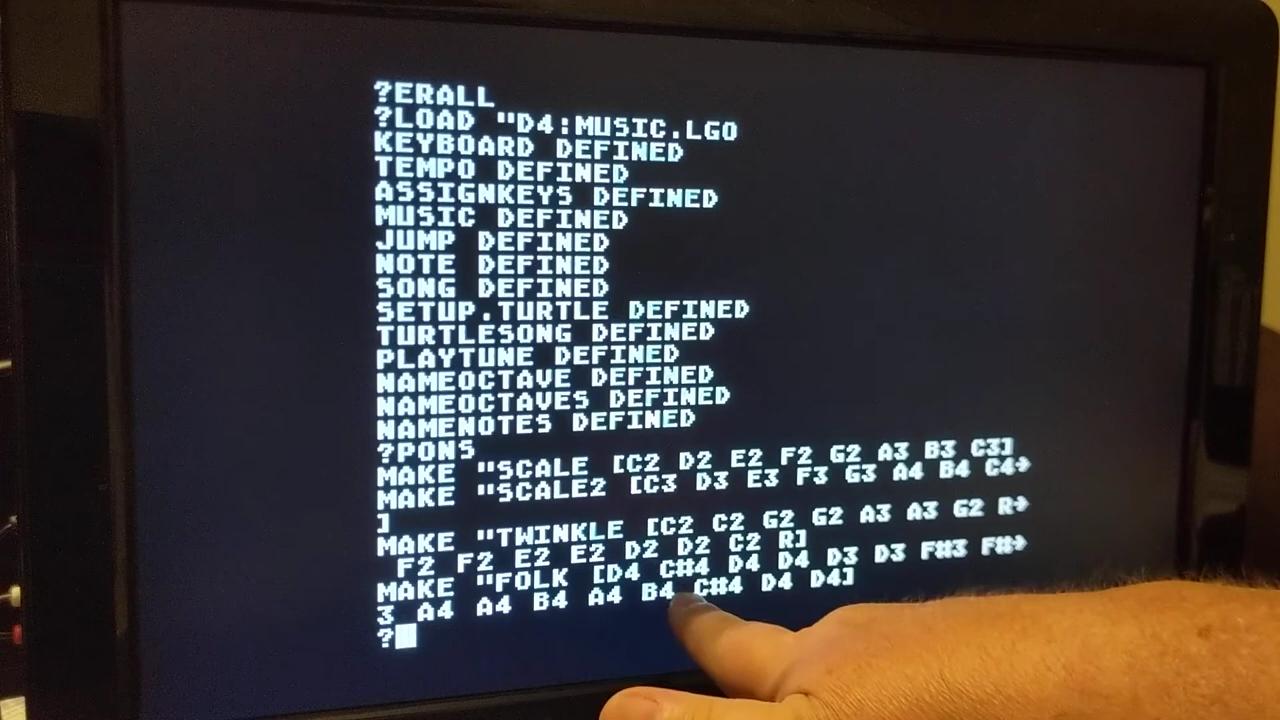 ?ERALL
?LOAD "D4:MUSIC.LGO
KEYBOARD DEFINED
TEMPO DEFINED
ASSIGNKEYS DEFINED
MUSIC DEFINED
JUMP DEFINED
NOTE DEFINED
SONG DEFINED
SETUP.TURTLE DEFINED
TURTLESONG DEFINED
PLAYTUNE DEFINED
NAMEOCTAVE DEFINED
NAMEOCTAVES DEFINED
NAMENOTES DEFINED
?PONS
MAKE "SCALE [C2 D2 E2 F2 G2 A3 B3 C3]
MAKE "SCALE2 [C3 D3 E3 F3 G3 A4 B4 C4→
]
MAKE "TWINKLE [C2 C2 G2 G2 A3 A3 G2 R→
F2 F2 E2 E2 D2 D2 C2 R]
MAKE "FOLK [D4 C#4 D4 D4 D3 D3 F#3 F#→
3 A4 A4 B4 A4 B4 C#4 D4 D4]
?